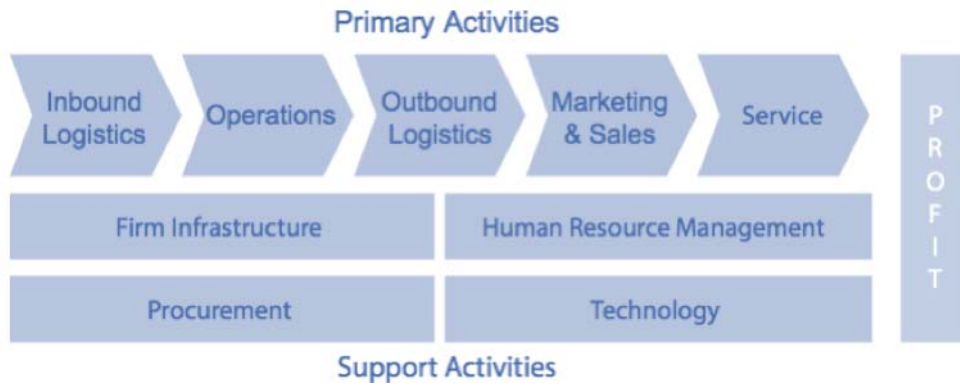 Primary Activities
Inbound
Logistics
Operations
Outbound
Logistics
Marketing
& Sales
Service
Firm Infrastructure
Human Resource Management
Procurement
Technology
Support Activities
P
R
O
F
I
T